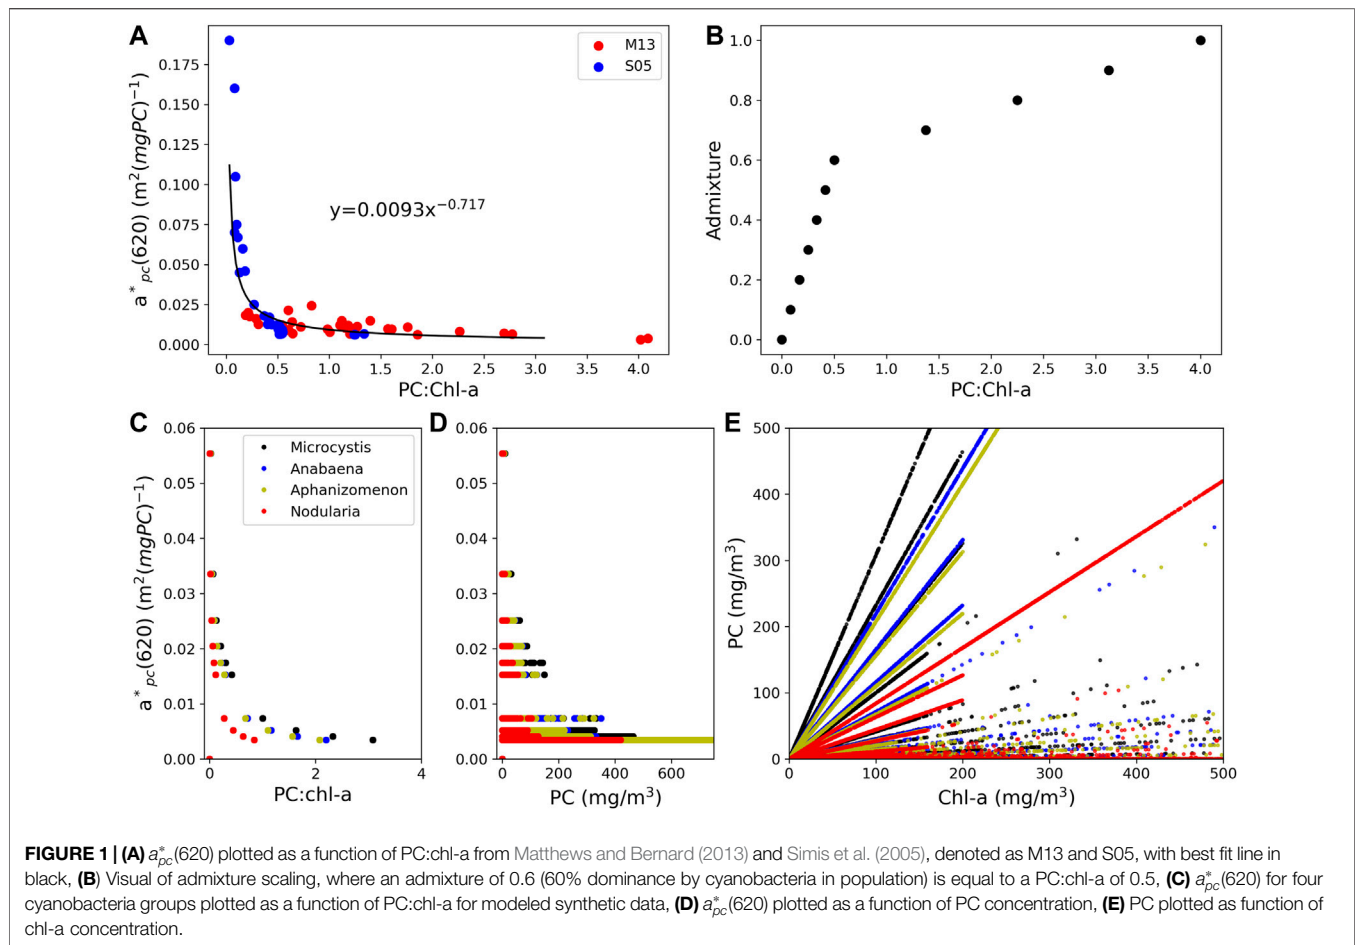 A
B
M13
S05
0.175
0.150
0.125
0.100
0.075
0.050
0.025
0.000
a*pc(620) (m²(mgPC)⁻¹)
y=0.0093x⁻⁰·⁷¹⁷
0.0 0.5 1.0 1.5 2.0 2.5 3.0 3.5 4.0
PC:Chl-a
1.0
0.8
0.6
0.4
0.2
0.0
Admixture
0.0 0.5 1.0 1.5 2.0 2.5 3.0 3.5 4.0
PC:Chl-a
C
D
E
0.06
0.05
0.04
0.03
0.02
0.01
0.00
a*pc(620) (m²(mgPC)⁻¹)
Microcystis
Anabaena
Aphanizomenon
Nodularia
0 2 4
PC:chl-a
0.06
0.05
0.04
0.03
0.02
0.01
0.00
0 200 400 600
PC (mg/m³)
500
400
300
200
100
0
PC (mg/m³)
0 100 200 300 400 500
Chl-a (mg/m³)
FIGURE 1 | (A) a*pc(620) plotted as a function of PC:chl-a from Matthews and Bernard (2013) and Simis et al. (2005), denoted as M13 and S05, with best fit line in
black, (B) Visual of admixture scaling, where an admixture of 0.6 (60% dominance by cyanobacteria in population) is equal to a PC:chl-a of 0.5, (C) a*pc(620) for four
cyanobacteria groups plotted as a function of PC:chl-a for modeled synthetic data, (D) a*pc(620) plotted as a function of PC concentration, (E) PC plotted as function of
chl-a concentration.